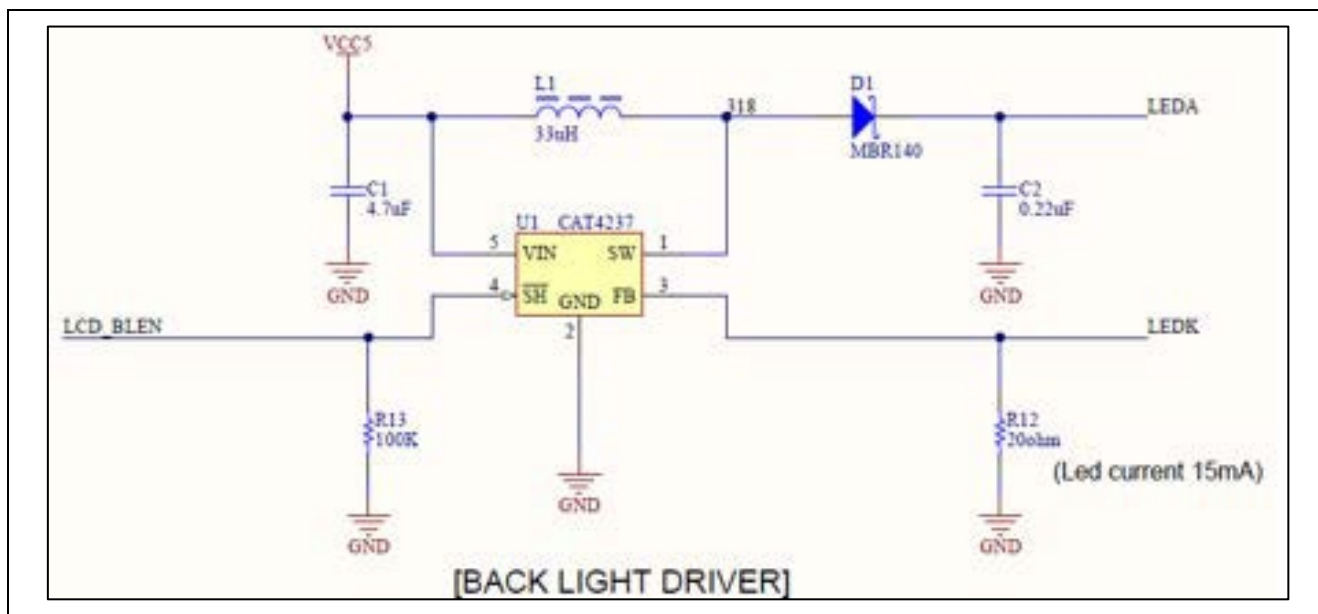 VCC5
L1
33uH
318
D1
MBR140
LEDA
C1
4.7uF
C2
0.22uF
U1 CAT4237
5 VIN SW 1
4 SH GND FB 3
2
GND
GND
LCD_BLEN
LEDK
R13
100K
R12
20ohm
(Led current 15mA)
GND
GND
GND
[BACK LIGHT DRIVER]